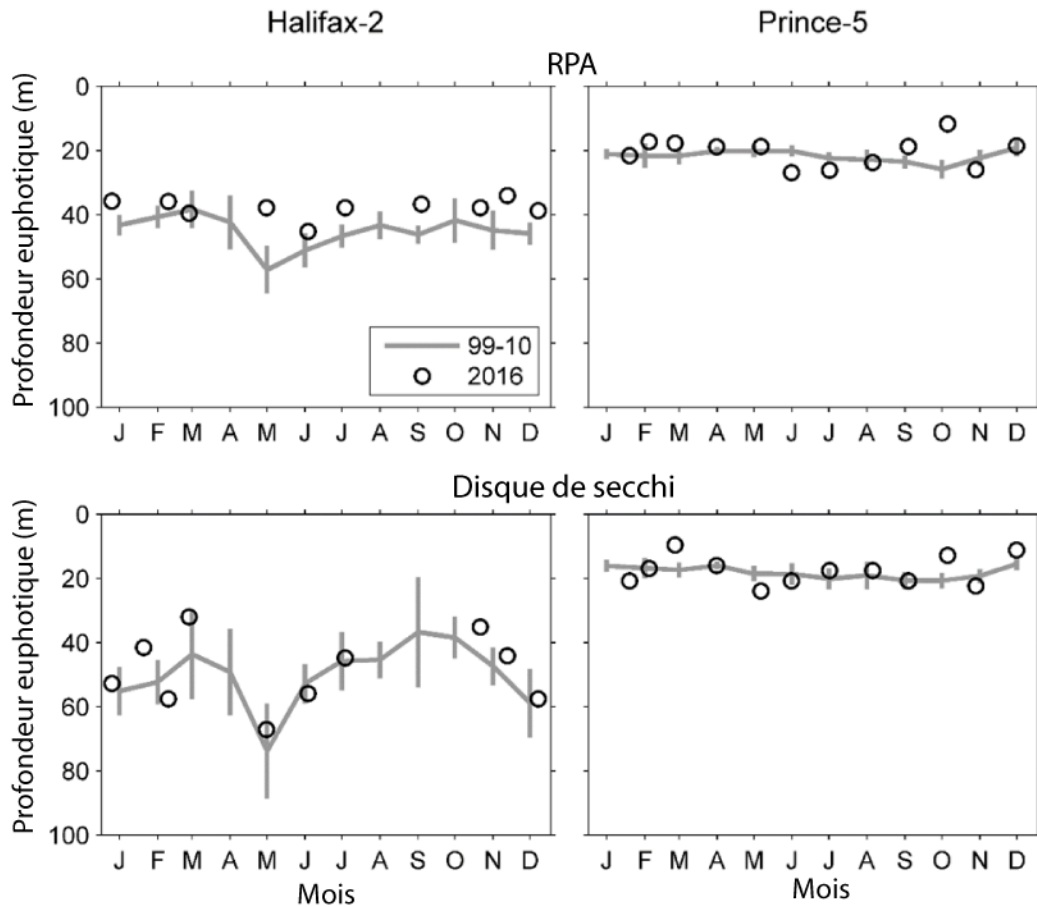 Halifax-2 Prince-5
RPA
Profondeur euphotique (m)
0
20
40
60
80
100
99-10
2016
J F M A M J J A S O N D
J F M A M J J A S O N D
Disque de secchi
Profondeur euphotique (m)
0
20
40
60
80
100
J F M A M J J A S O N D
J F M A M J J A S O N D
Mois
Mois